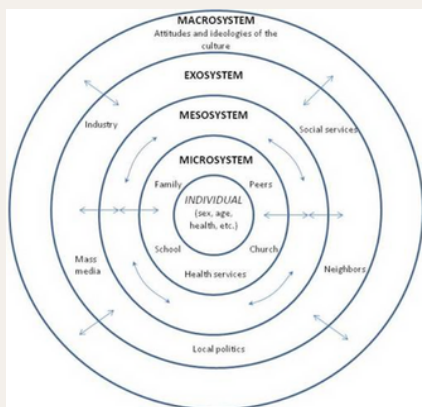 MACROSYSTEM
Attitudes and ideologies of the
culture
EXOSYSTEM
MESOSYSTEM
Industry
Social services
MICROSYSTEM
Family
Peers
INDIVIDUAL
(sex, age,
health, etc.)
School
Church
Mass
media
Health services
Neighbors
Local politics